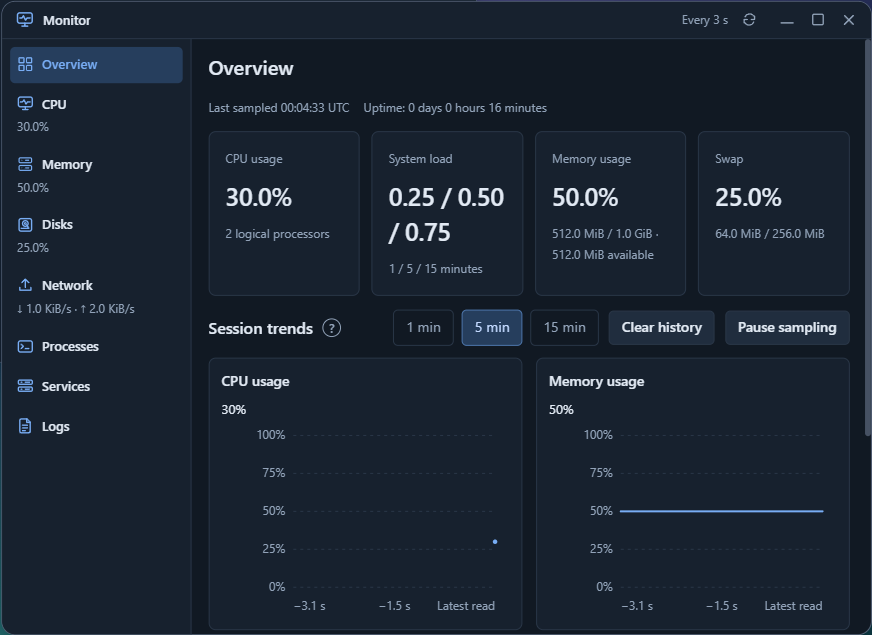 Monitor
Every 3 s
Overview
CPU
30.0%
Memory
50.0%
Disks
25.0%
Network
↓ 1.0 KiB/s · ↑ 2.0 KiB/s
Processes
Services
Logs
Overview
Last sampled 00:04:33 UTC Uptime: 0 days 0 hours 16 minutes
CPU usage
30.0%
2 logical processors
System load
0.25 / 0.50
/ 0.75
1 / 5 / 15 minutes
Memory usage
50.0%
512.0 MiB / 1.0 GiB ·
512.0 MiB available
Swap
25.0%
64.0 MiB / 256.0 MiB
Session trends ?
1 min
5 min
15 min
Clear history
Pause sampling
CPU usage
30%
100%
75%
50%
25%
0%
−3.1 s
−1.5 s
Latest read
Memory usage
50%
100%
75%
50%
25%
0%
−3.1 s
−1.5 s
Latest read